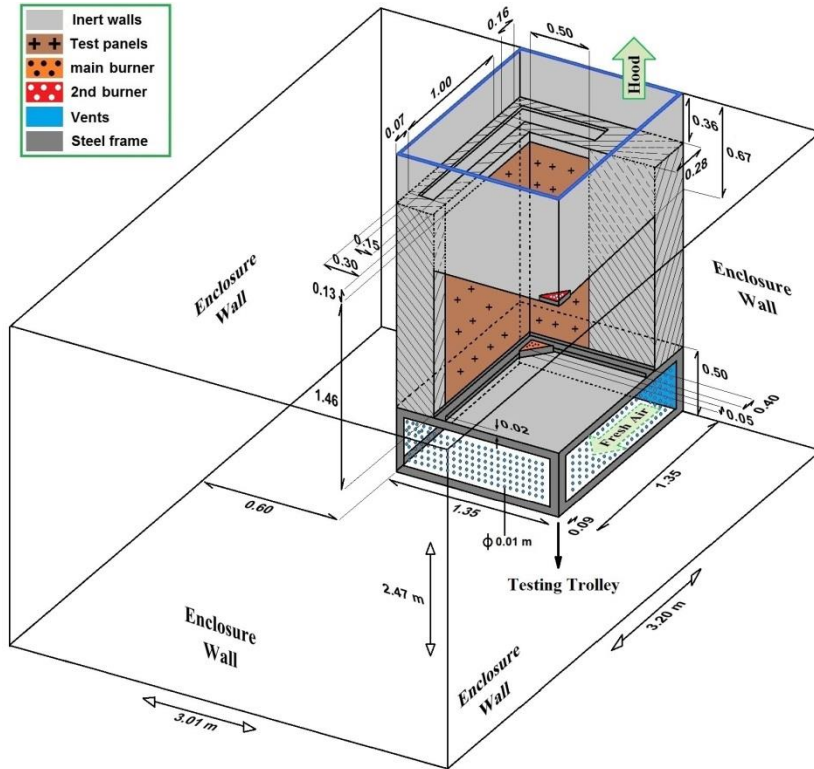 Inert walls
Test panels
main burner
2nd burner
Vents
Steel frame
0.16
0.50
Hood
1.00
0.07
0.36
0.67
0.28
0.15
0.30
0.13
Enclosure
Wall
Enclosure
Wall
1.46
0.50
0.40
0.05
0.02
Fresh Air
1.35
0.60
1.35
0.09
ϕ 0.01 m
Testing Trolley
2.47 m
3.20 m
Enclosure
Wall
Enclosure
Wall
3.01 m